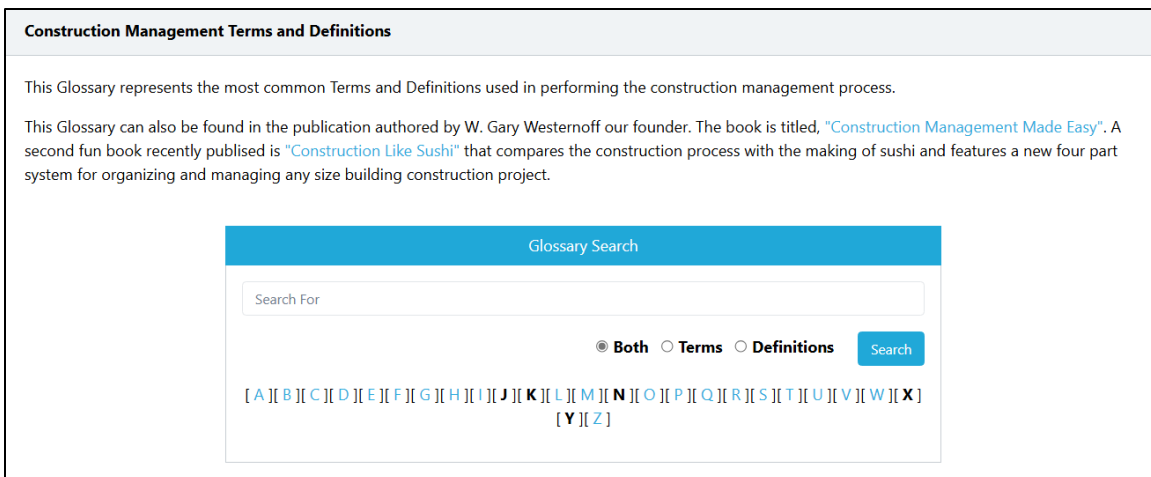 Construction Management Terms and Definitions
This Glossary represents the most common Terms and Definitions used in performing the construction management process.
This Glossary can also be found in the publication authored by W. Gary Westernoff our founder. The book is titled, "Construction Management Made Easy". A
second fun book recently publised is "Construction Like Sushi" that compares the construction process with the making of sushi and features a new four part
system for organizing and managing any size building construction project.
Glossary Search
Search For
Both Terms Definitions Search
[ A ][ B ][ C ][ D ][ E ][ F ][ G ][ H ][ I ][ J ][ K ][ L ][ M ][ N ][ O ][ P ][ Q ][ R ][ S ][ T ][ U ][ V ][ W ][ X ]
[ Y ][ Z ]